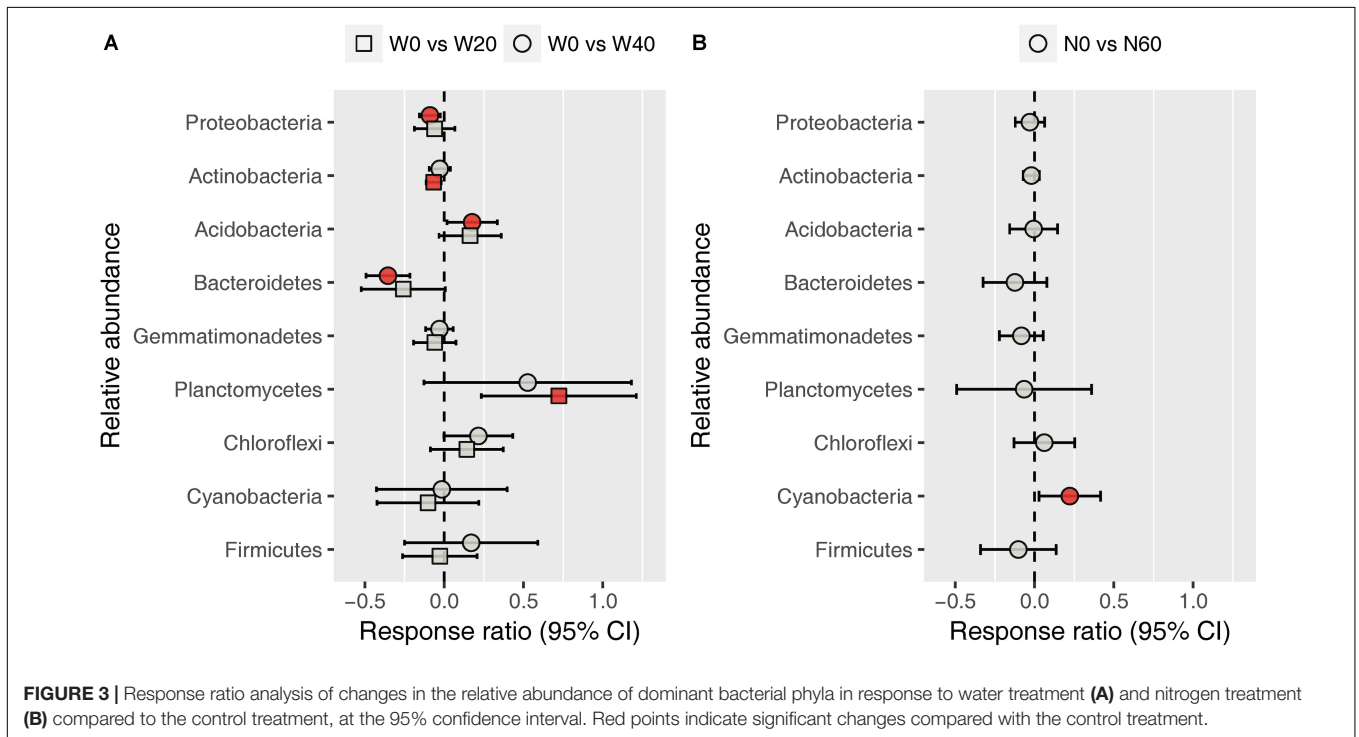 A
W0 vs W20
W0 vs W40
Relative abundance
Proteobacteria
Actinobacteria
Acidobacteria
Bacteroidetes
Gemmatimonadetes
Planctomycetes
Chloroflexi
Cyanobacteria
Firmicutes
−0.5 0.0 0.5 1.0
Response ratio (95% CI)
B
N0 vs N60
Relative abundance
Proteobacteria
Actinobacteria
Acidobacteria
Bacteroidetes
Gemmatimonadetes
Planctomycetes
Chloroflexi
Cyanobacteria
Firmicutes
−0.5 0.0 0.5 1.0
Response ratio (95% CI)
FIGURE 3 | Response ratio analysis of changes in the relative abundance of dominant bacterial phyla in response to water treatment (A) and nitrogen treatment
(B) compared to the control treatment, at the 95% confidence interval. Red points indicate significant changes compared with the control treatment.